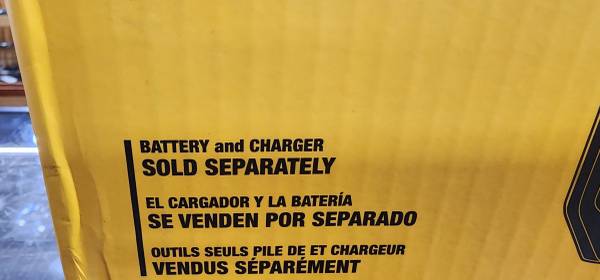 BATTERY and CHARGER
SOLD SEPARATELY
EL CARGADOR Y LA BATERÍA
SE VENDEN POR SEPARADO
OUTILS SEULS PILE DE ET CHARGEUR
VENDUS SÉPARÉMENT